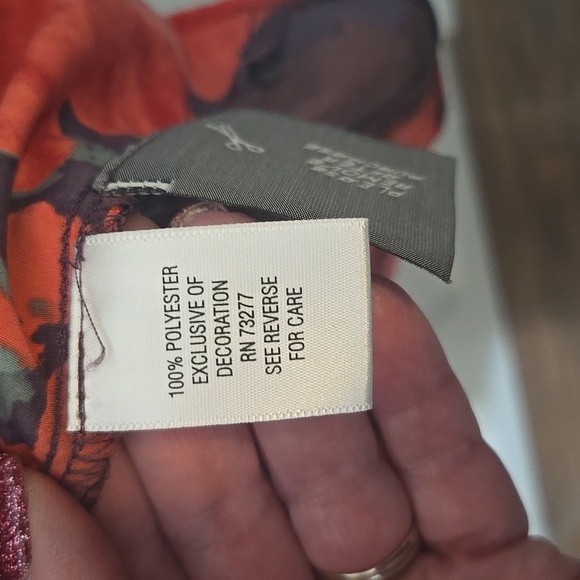 100% POLYESTER
EXCLUSIVE OF
DECORATION
RN 73277
SEE REVERSE
FOR CARE